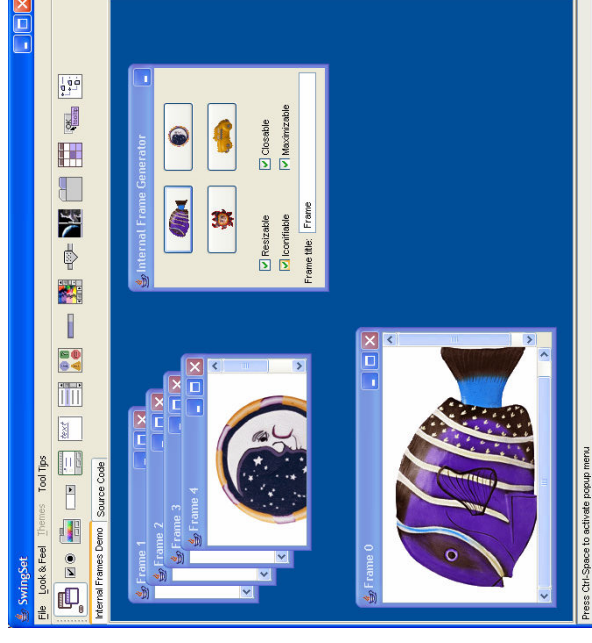 SwingSet
File Look & Feel Themes Tool Tips
text
Internal Frames Demo Source Code
Frame 1
Frame 2
Frame 3
Frame 4
Internal Frame Generator
Resizable Closable
Iconifiable Maximizable
Frame title: Frame
Frame 0
Press Ctrl-Space to activate popup menu